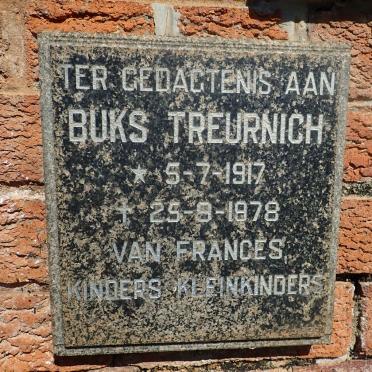 TER GEDACTENIS AAN
BUKS TREURNICH
* 5-7-1917
† 25-9-1978
VAN FRANCES
KINDERS KLEINKINDERS